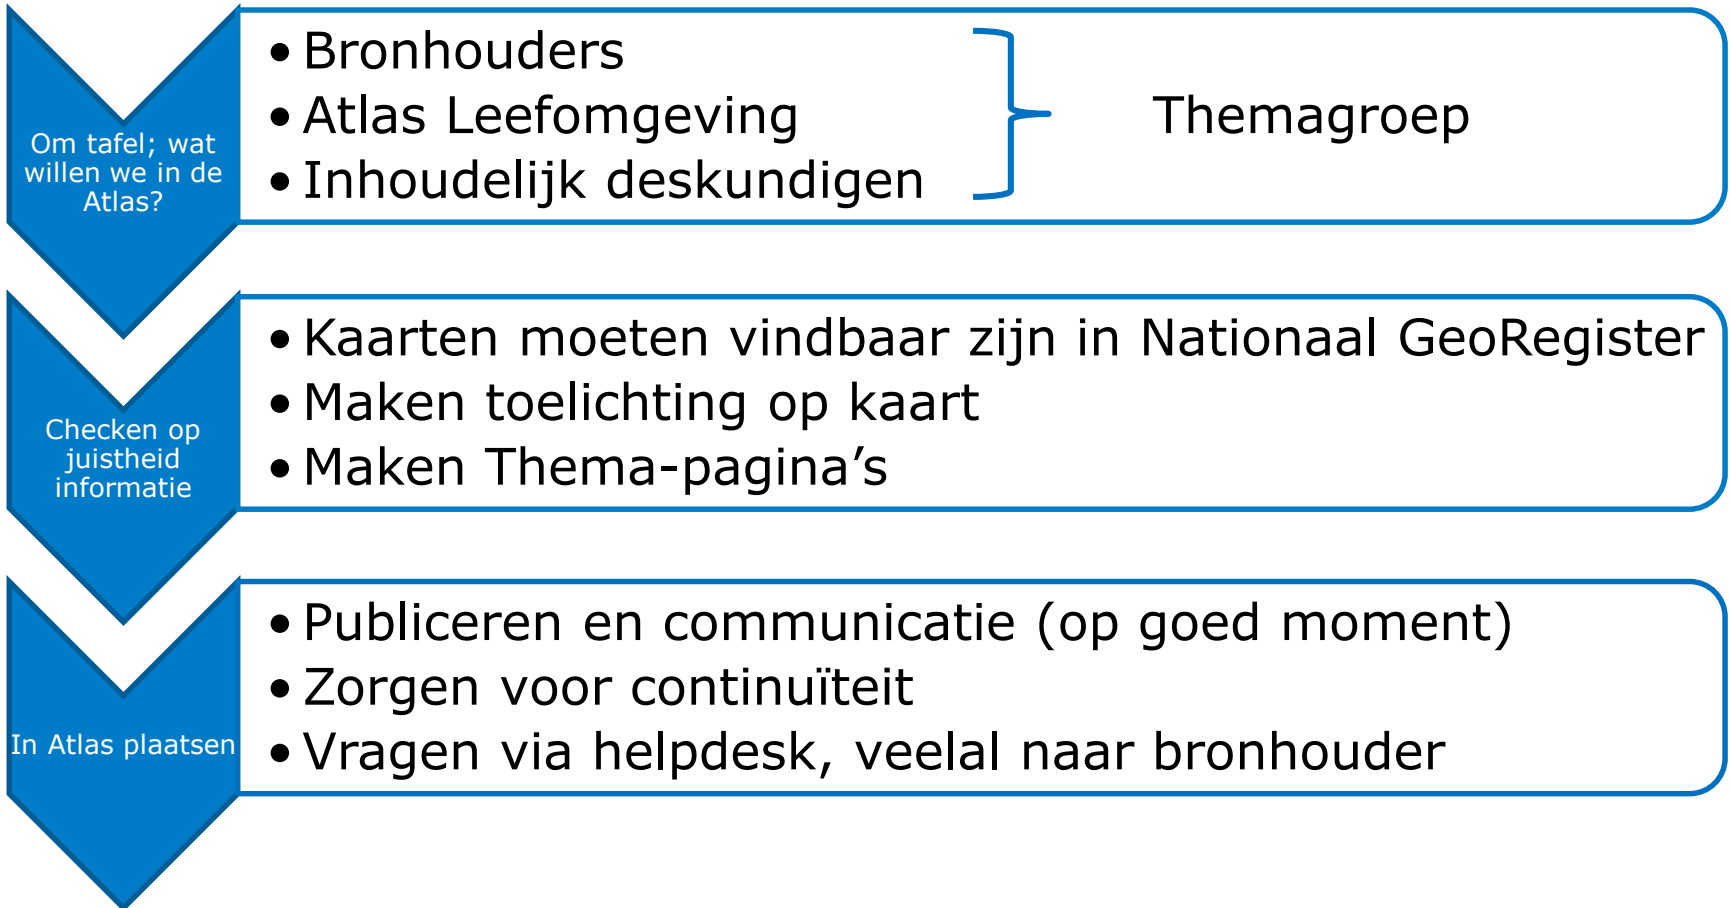 Om tafel; wat
willen we in de
Atlas?
• Bronhouders
• Atlas Leefomgeving
• Inhoudelijk deskundigen
Themagroep
Checken op
juistheid
informatie
• Kaarten moeten vindbaar zijn in Nationaal GeoRegister
• Maken toelichting op kaart
• Maken Thema-pagina’s
In Atlas plaatsen
• Publiceren en communicatie (op goed moment)
• Zorgen voor continuïteit
• Vragen via helpdesk, veelal naar bronhouder